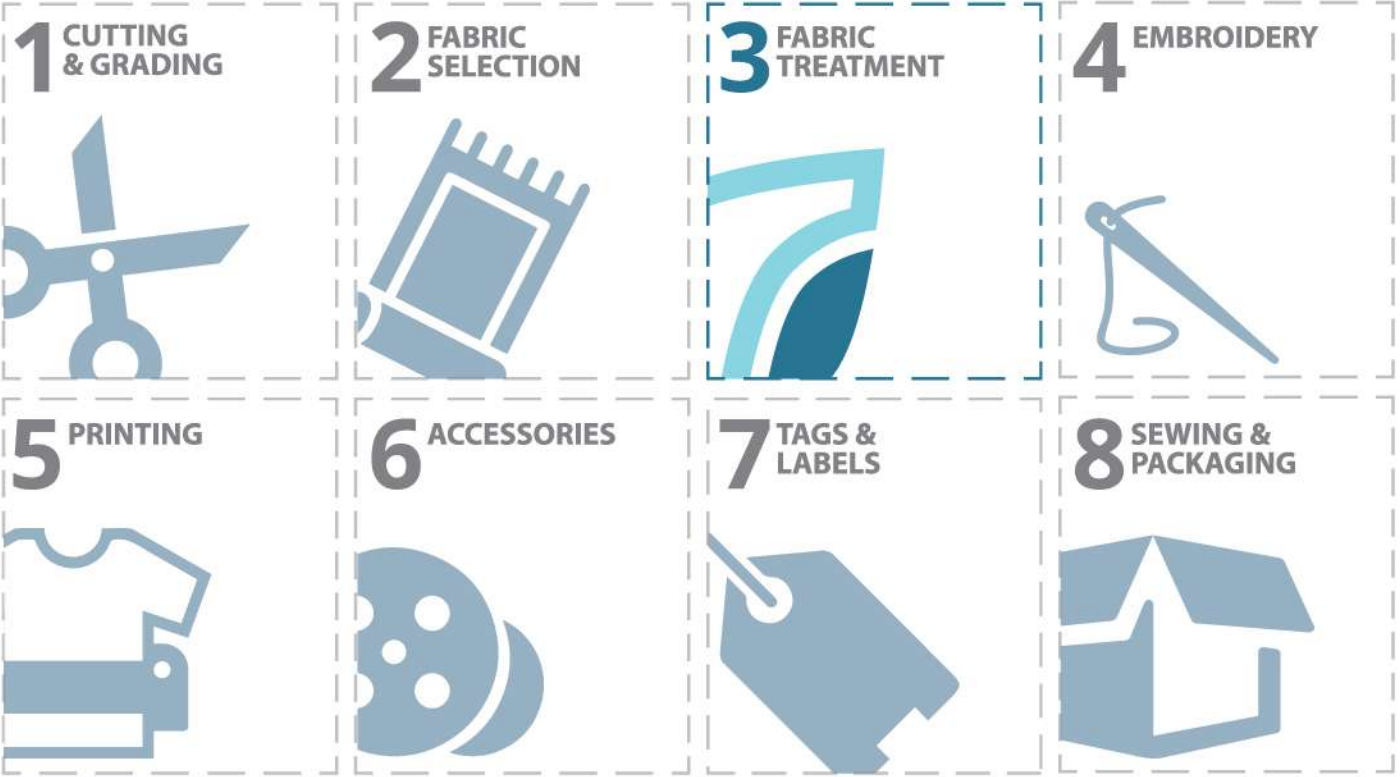 1 CUTTING
& GRADING
2 FABRIC
SELECTION
3 FABRIC
TREATMENT
4 EMBROIDERY
5 PRINTING
6 ACCESSORIES
7 TAGS &
LABELS
8 SEWING &
PACKAGING